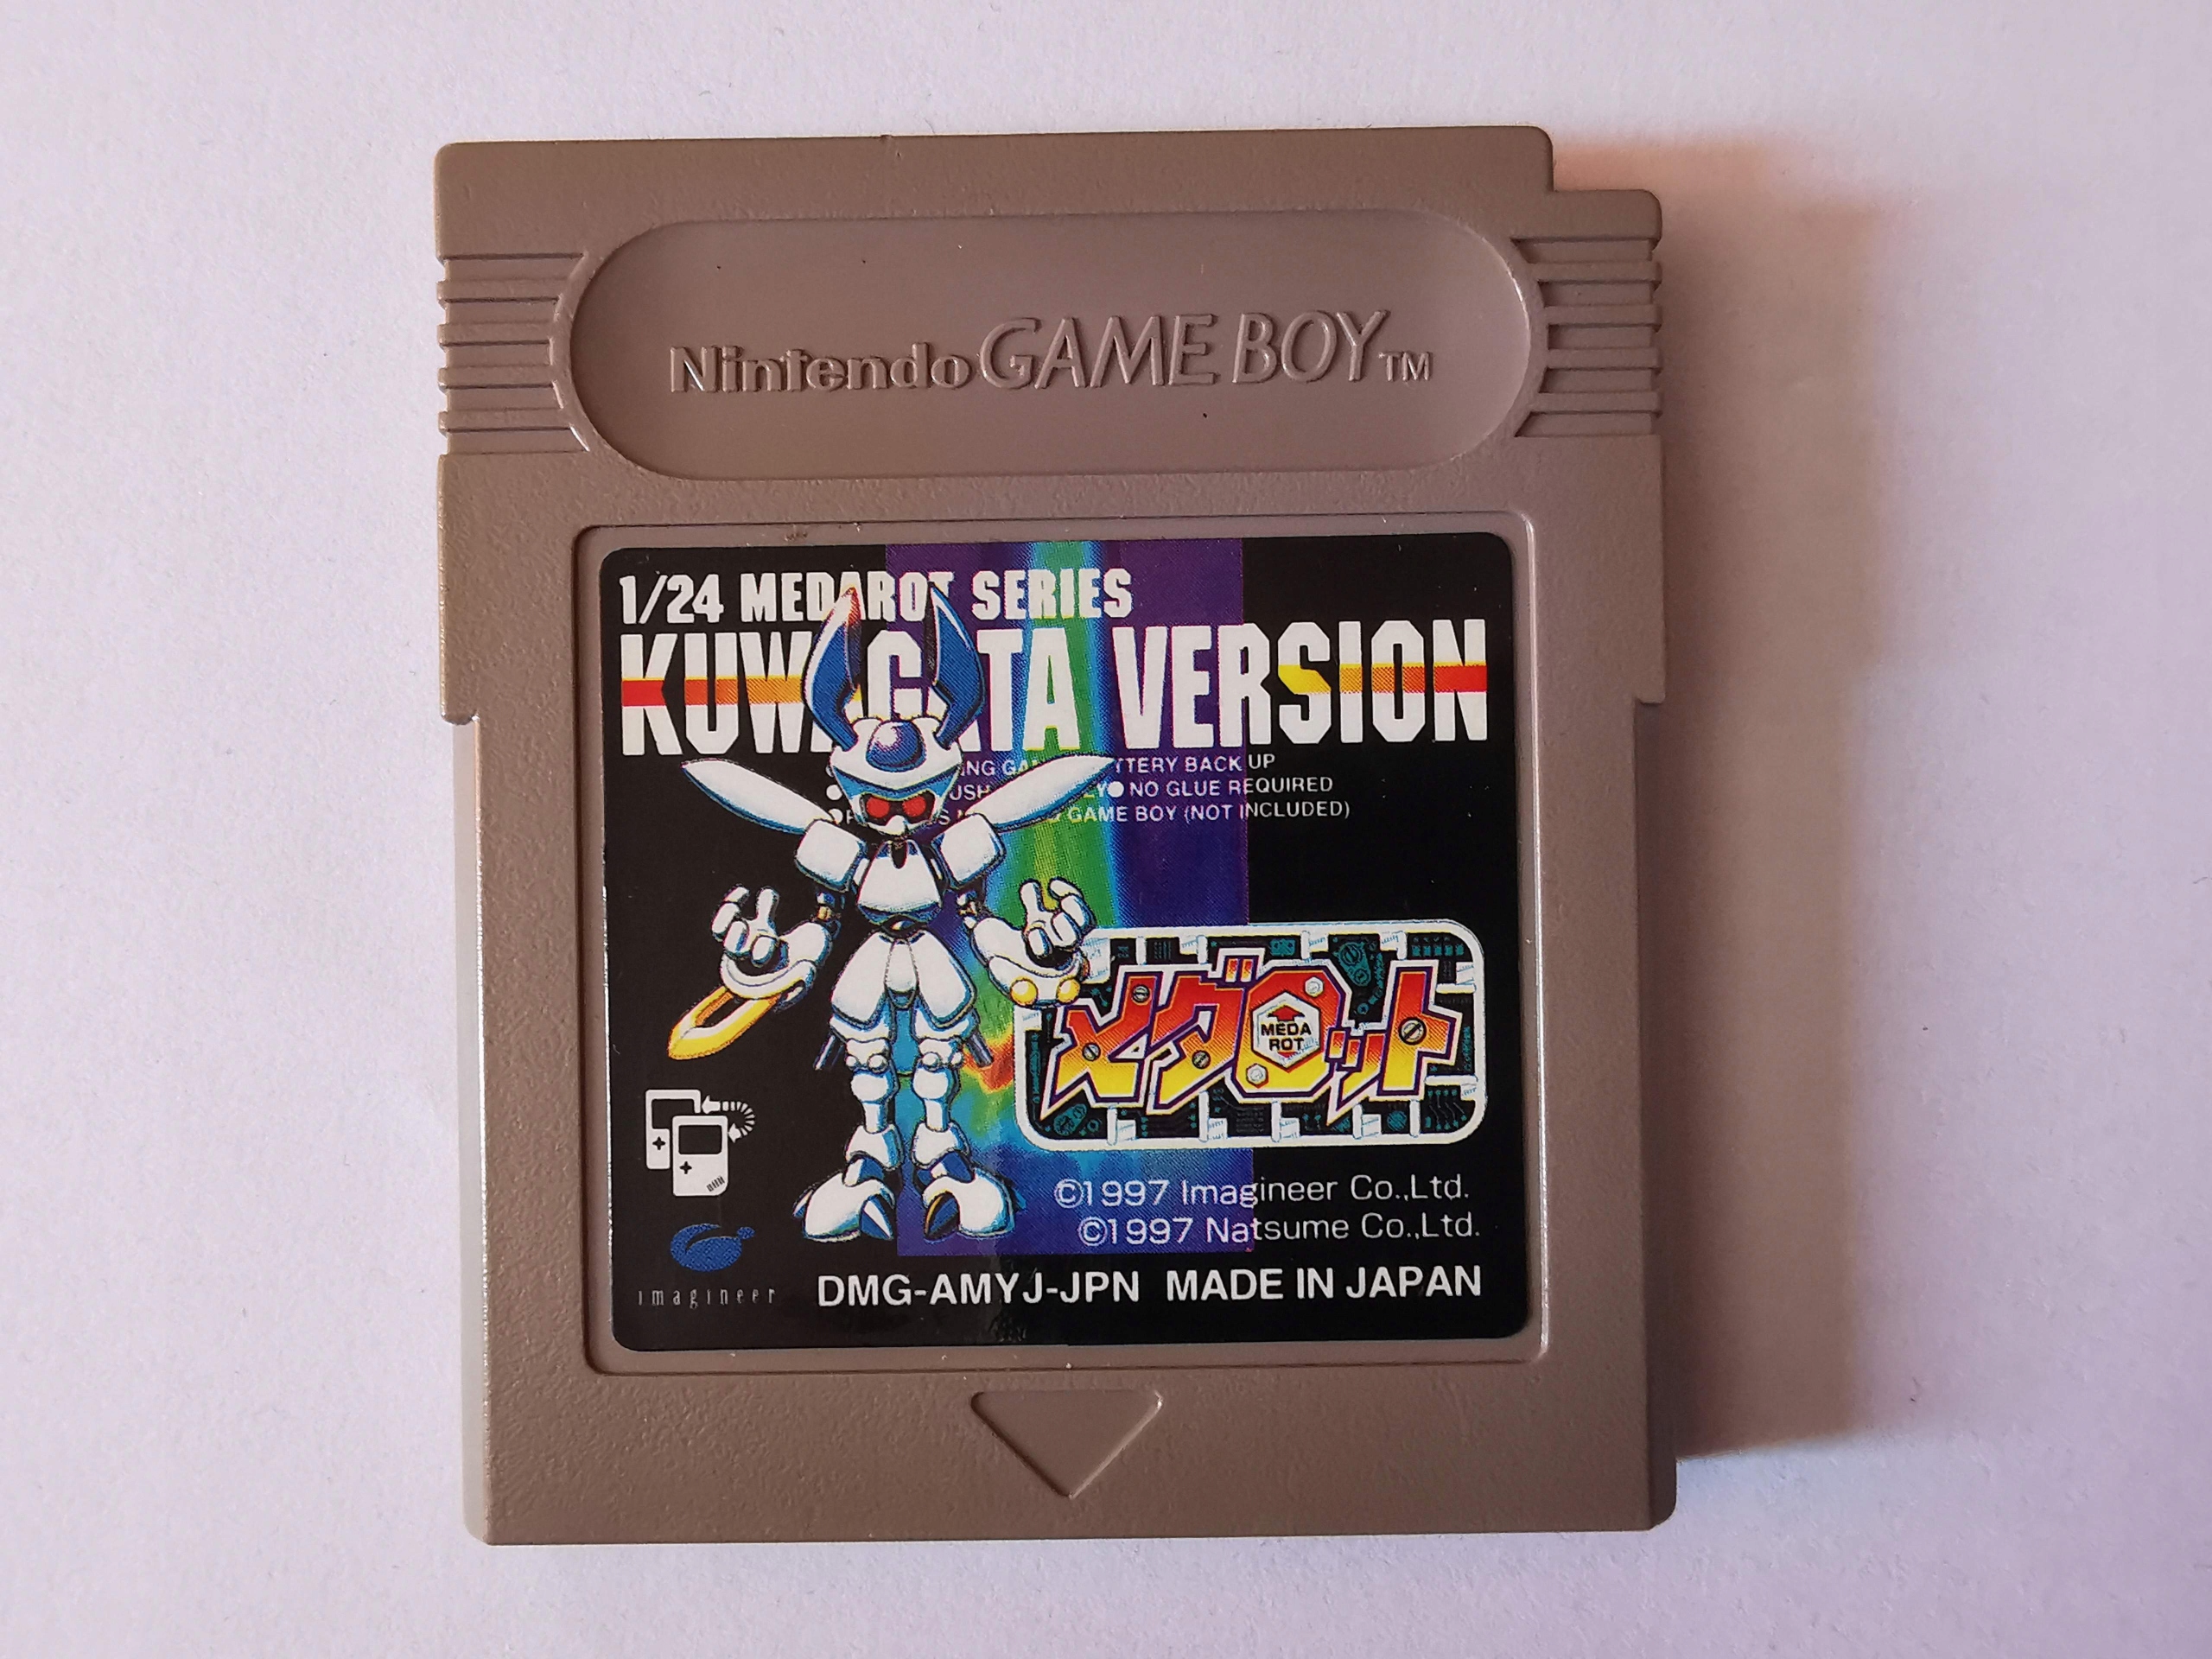 Nintendo GAME BOY TM
1/24 MEDAROT SERIES
KUWAGATA VERSION
BACK UP
NO GLUE REQUIRED
GAME BOY (NOT INCLUDED)
メダロット
MEDA
ROT
©1997 Imagineer Co.,Ltd.
©1997 Natsume Co.,Ltd.
imagineer
DMG-AMYJ-JPN MADE IN JAPAN